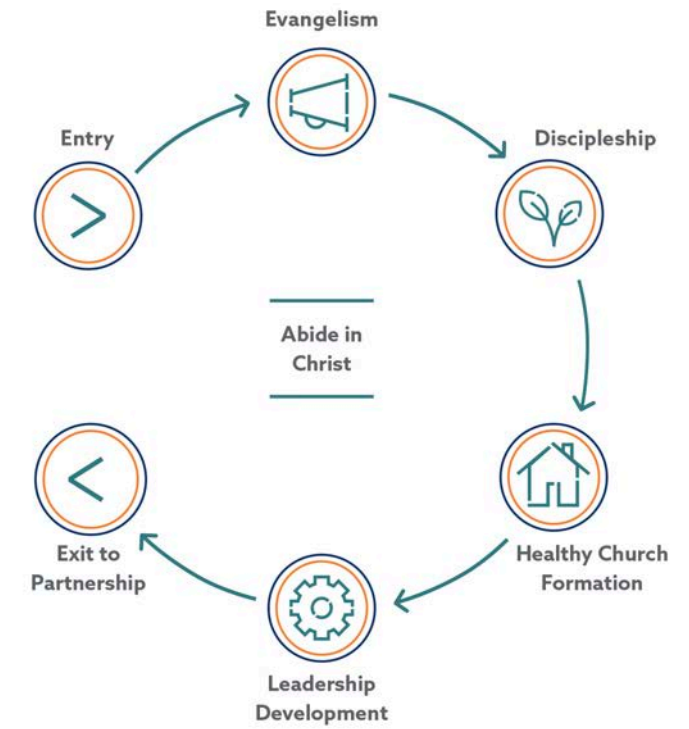 Evangelism
Entry
Discipleship
Abide in
Christ
Exit to
Partnership
Healthy Church
Formation
Leadership
Development